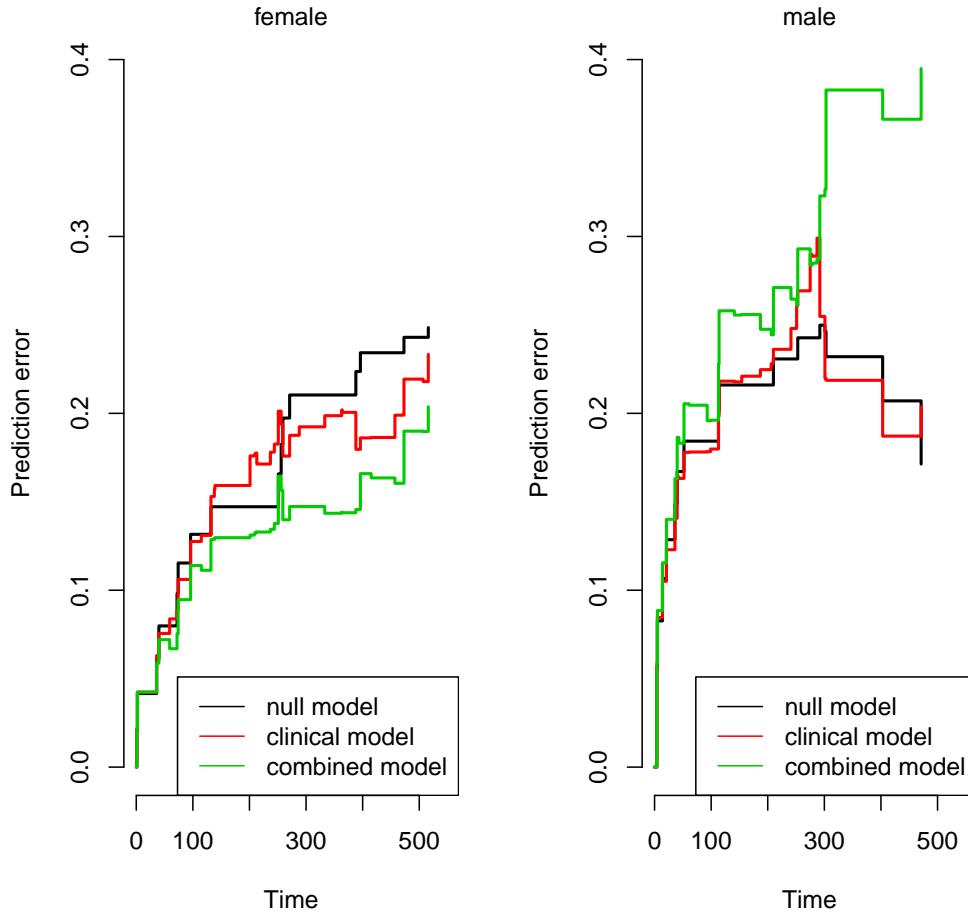 female
Prediction error
0.0 0.1 0.2 0.3 0.4
null model
clinical model
combined model
0 100 300 500
Time
male
Prediction error
0.0 0.1 0.2 0.3 0.4
null model
clinical model
combined model
0 100 300 500
Time